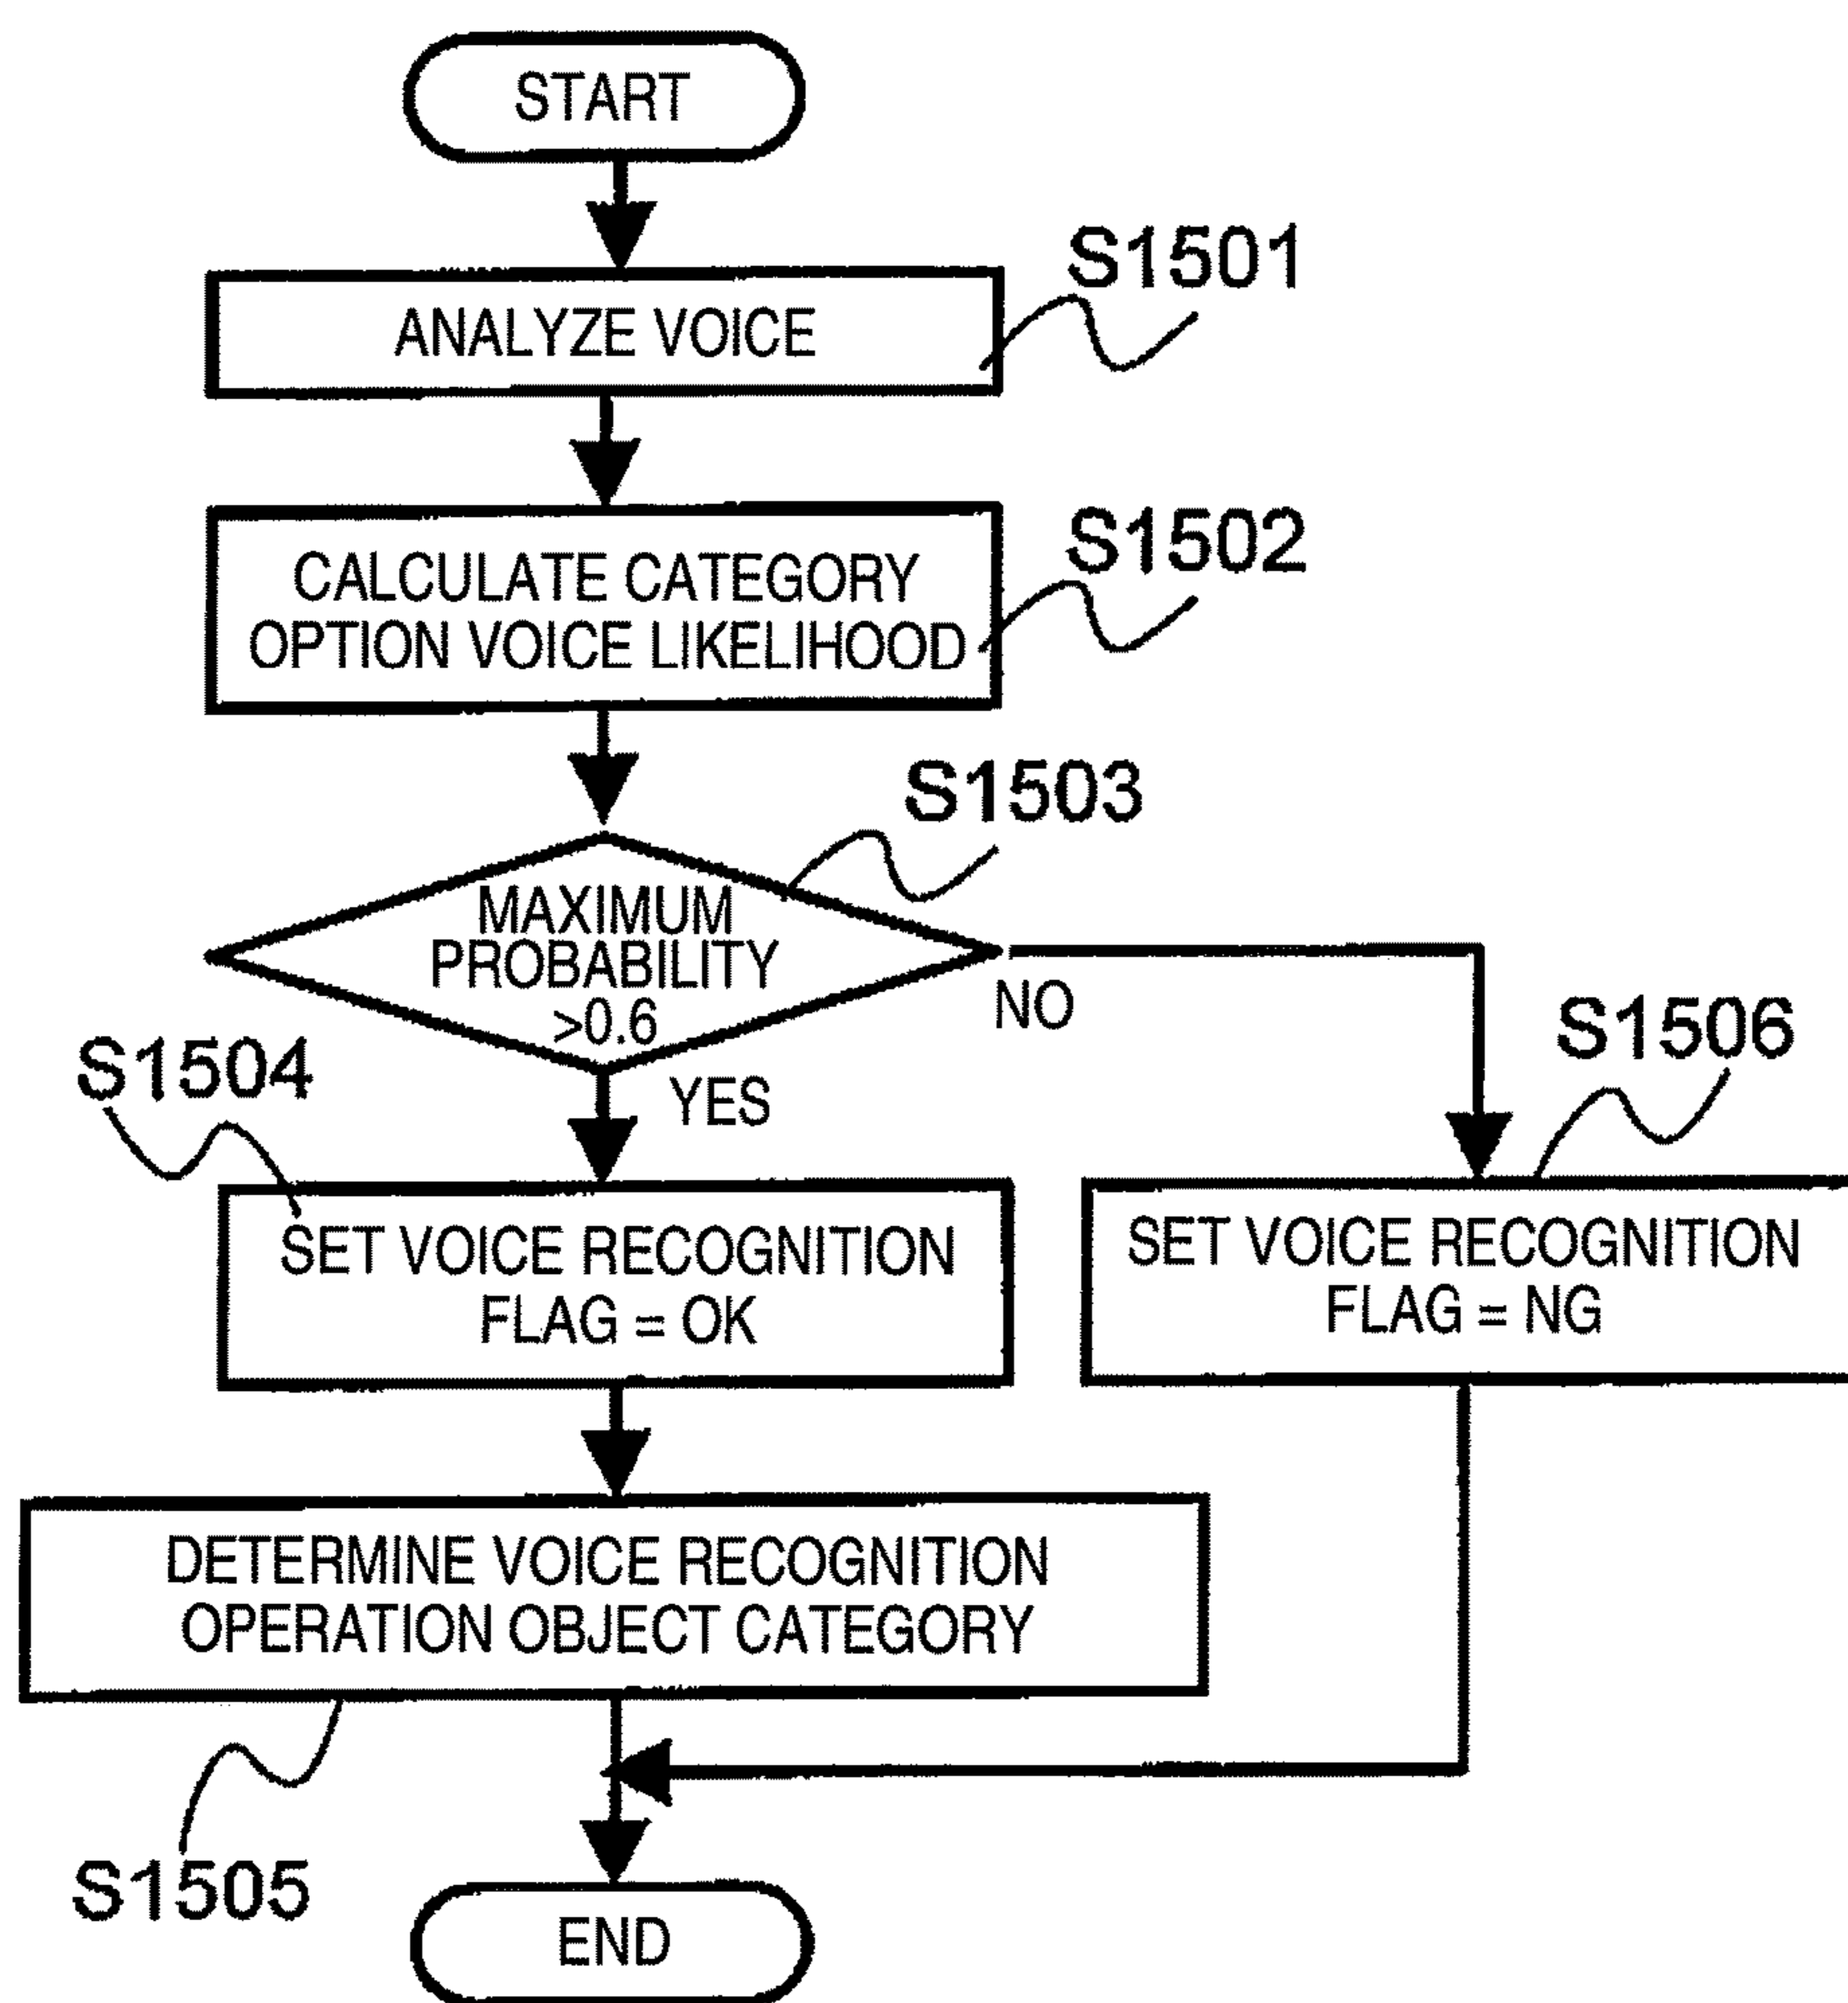 START
S1501
ANALYZE VOICE
S1502
CALCULATE CATEGORY
OPTION VOICE LIKELIHOOD
S1503
MAXIMUM
PROBABILITY
>0.6
NO
YES
S1504
S1506
SET VOICE RECOGNITION
FLAG = OK
SET VOICE RECOGNITION
FLAG = NG
DETERMINE VOICE RECOGNITION
OPERATION OBJECT CATEGORY
S1505
END